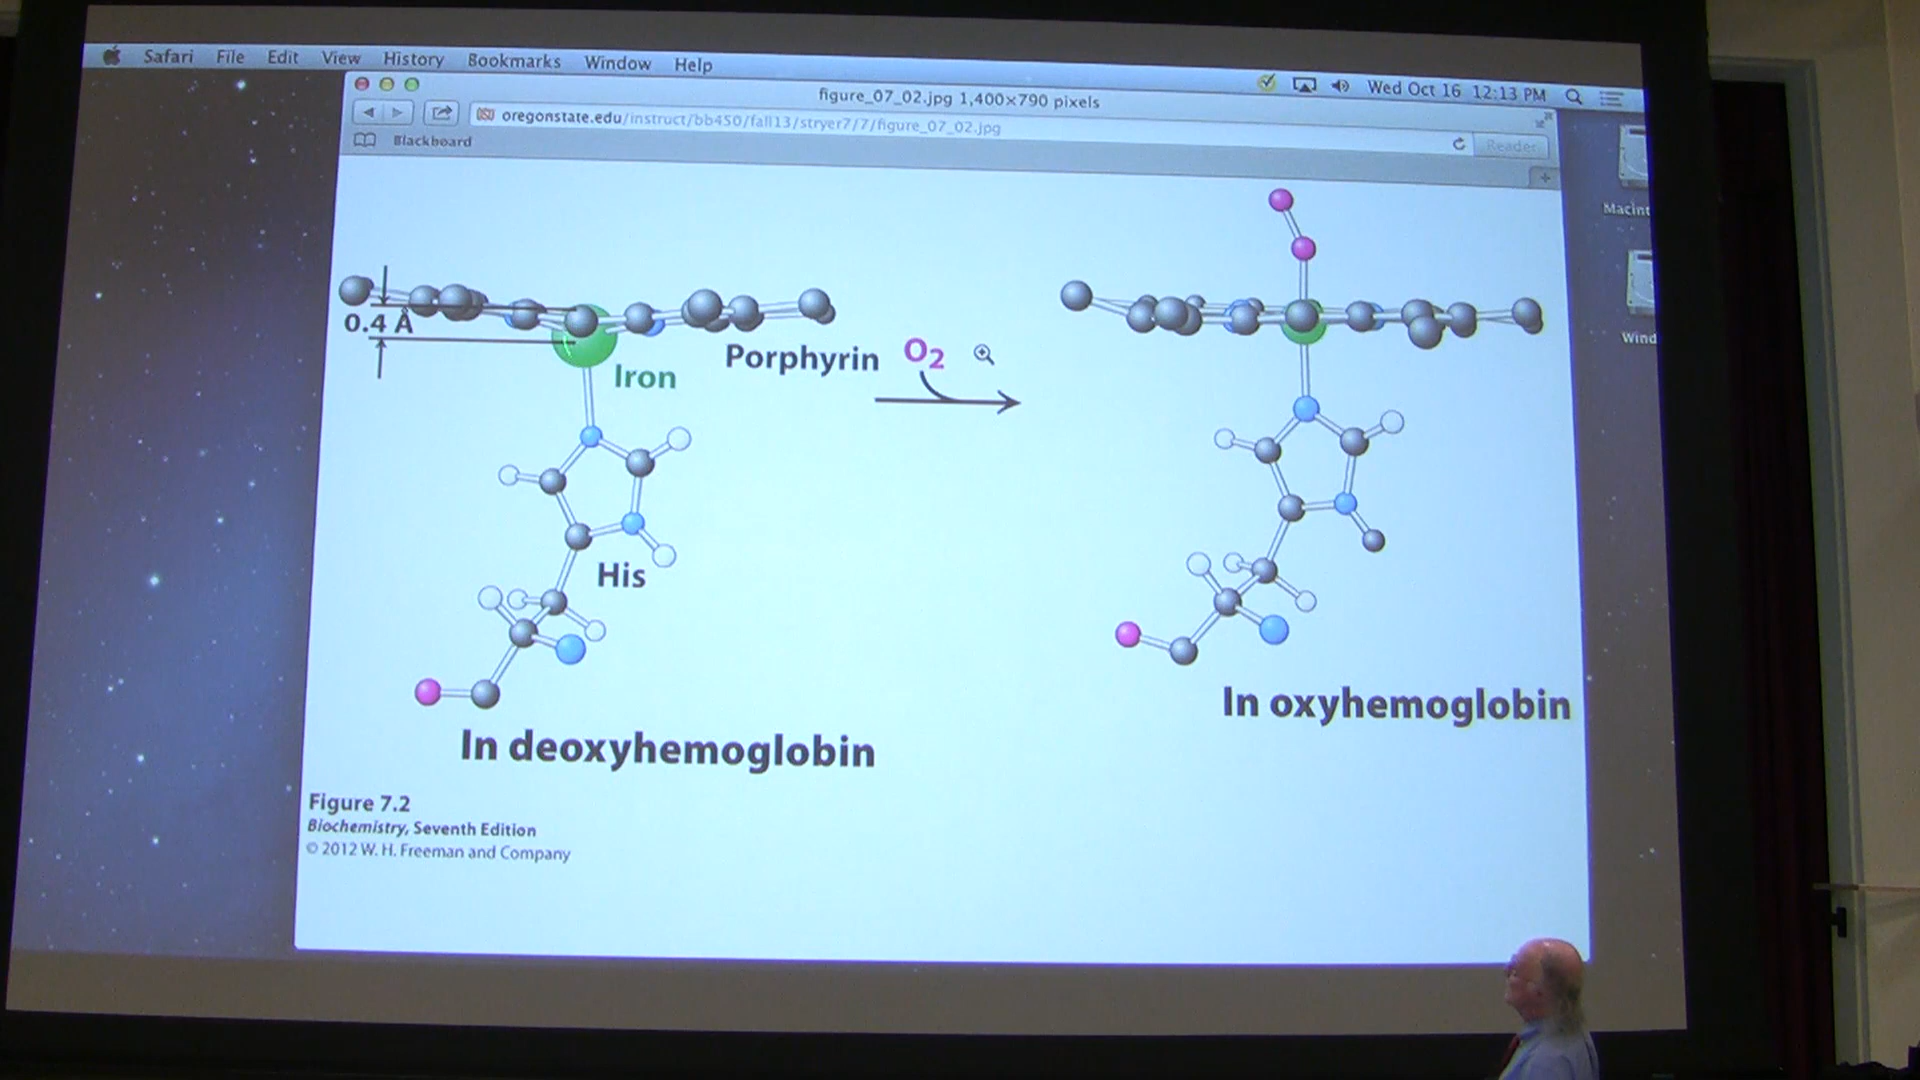 Safari File Edit View History Bookmarks Window Help
Wed Oct 16 12:13 PM
figure_07_02.jpg 1,400×790 pixels
oregonstate.edu/instruct/bb450/fall13/stryer7/7/figure_07_02.jpg
Reader
Blackboard
Macint
Wind
0.4 Å
Iron
Porphyrin
O2
His
In deoxyhemoglobin
In oxyhemoglobin
Figure 7.2
Biochemistry, Seventh Edition
© 2012 W. H. Freeman and Company